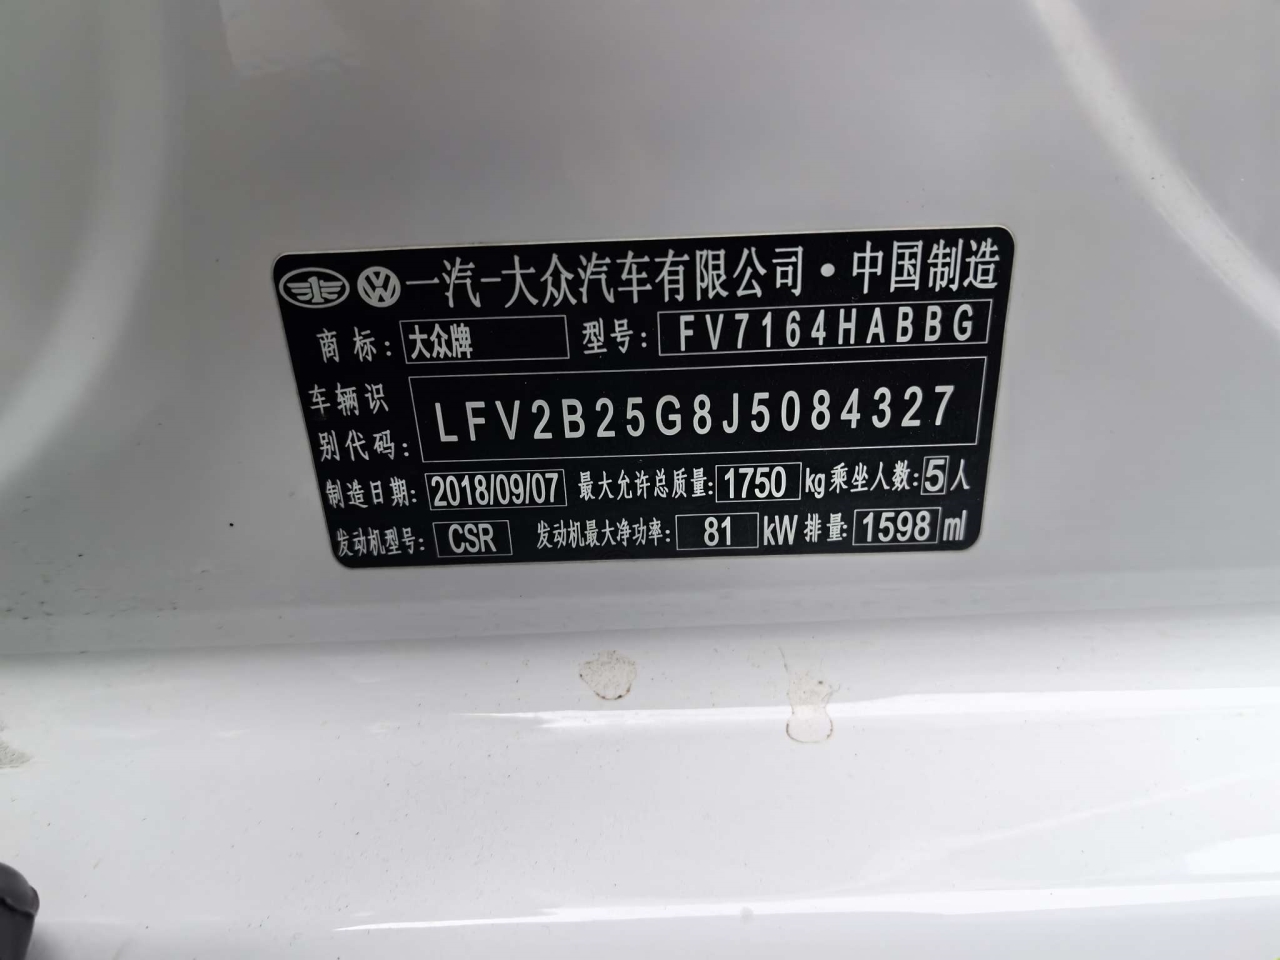 一汽-大众汽车有限公司·中国制造
商标: 大众牌 型号: FV7164HABBG
车辆识
别代码: LFV2B25G8J5084327
制造日期: 2018/09/07 最大允许总质量: 1750 kg 乘坐人数: 5 人
发动机型号: CSR 发动机最大净功率: 81 kW 排量: 1598 ml